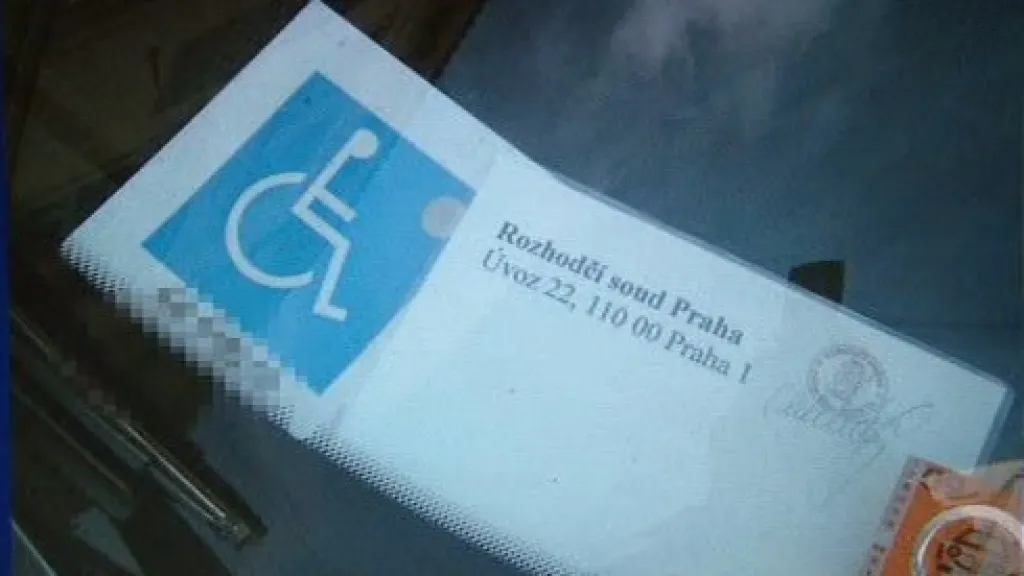 Rozhodčí soud Praha
Úvoz 22, 110 00 Praha 1